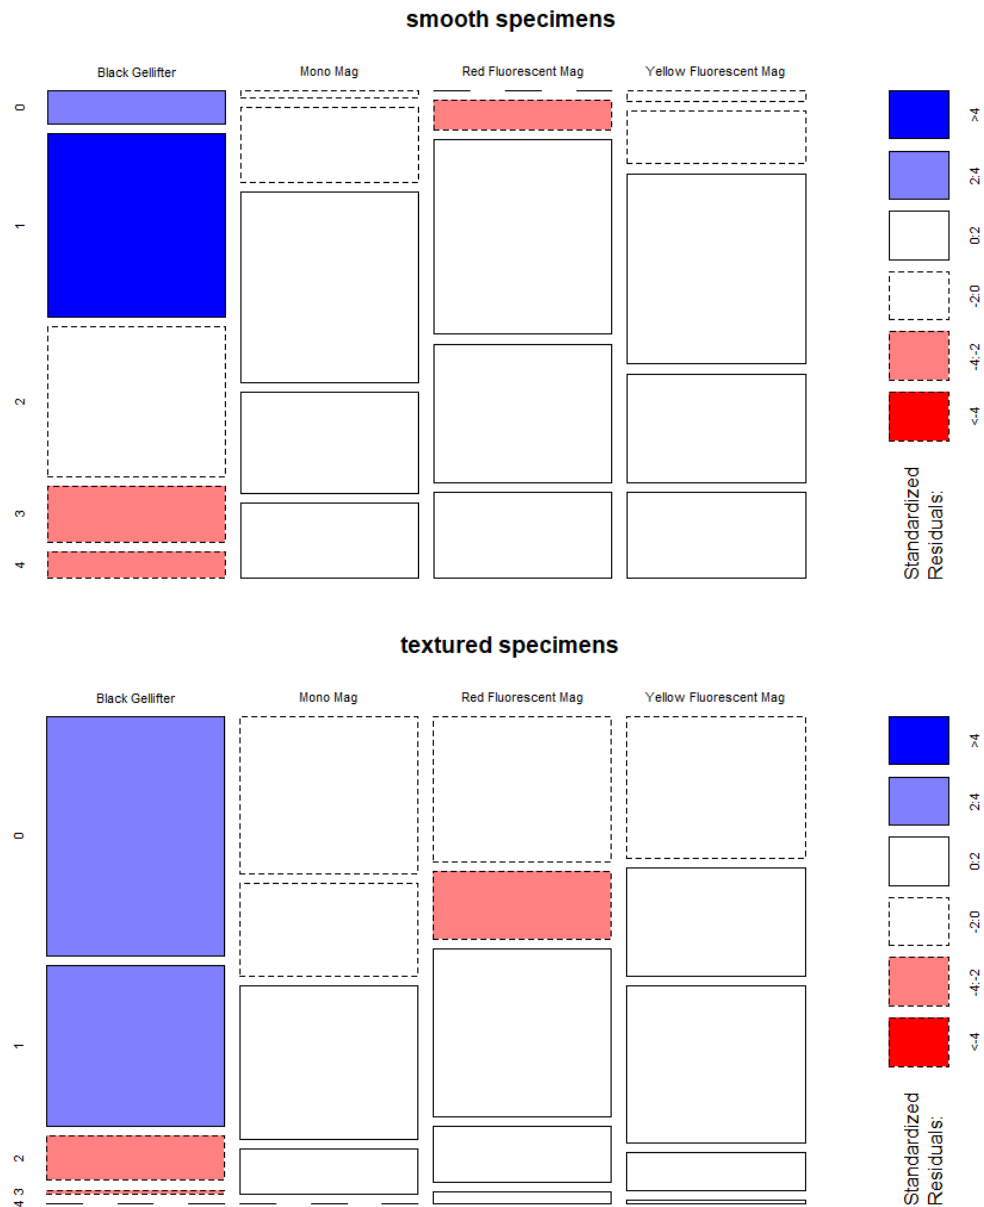 smooth specimens
Black Gellifter Mono Mag Red Fluorescent Mag Yellow Fluorescent Mag
0
1
2
3
4
>4
2:4
0:2
-2:0
-4:-2
<-4
Standardized
Residuals:
textured specimens
Black Gellifter Mono Mag Red Fluorescent Mag Yellow Fluorescent Mag
0
1
2
3
4
>4
2:4
0:2
-2:0
-4:-2
<-4
Standardized
Residuals: